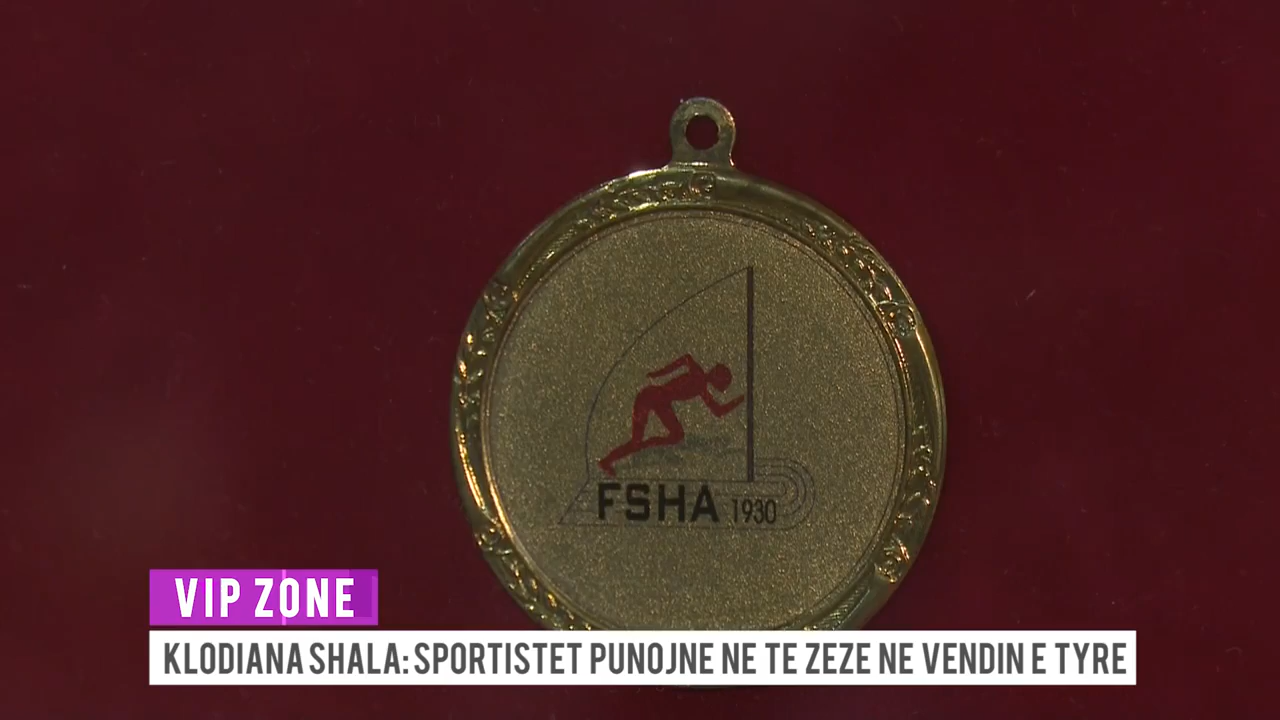 FSHA 1930
VIP ZONE
KLODIANA SHALA: SPORTISTET PUNOJNE NE TE ZEZE NE VENDIN E TYRE